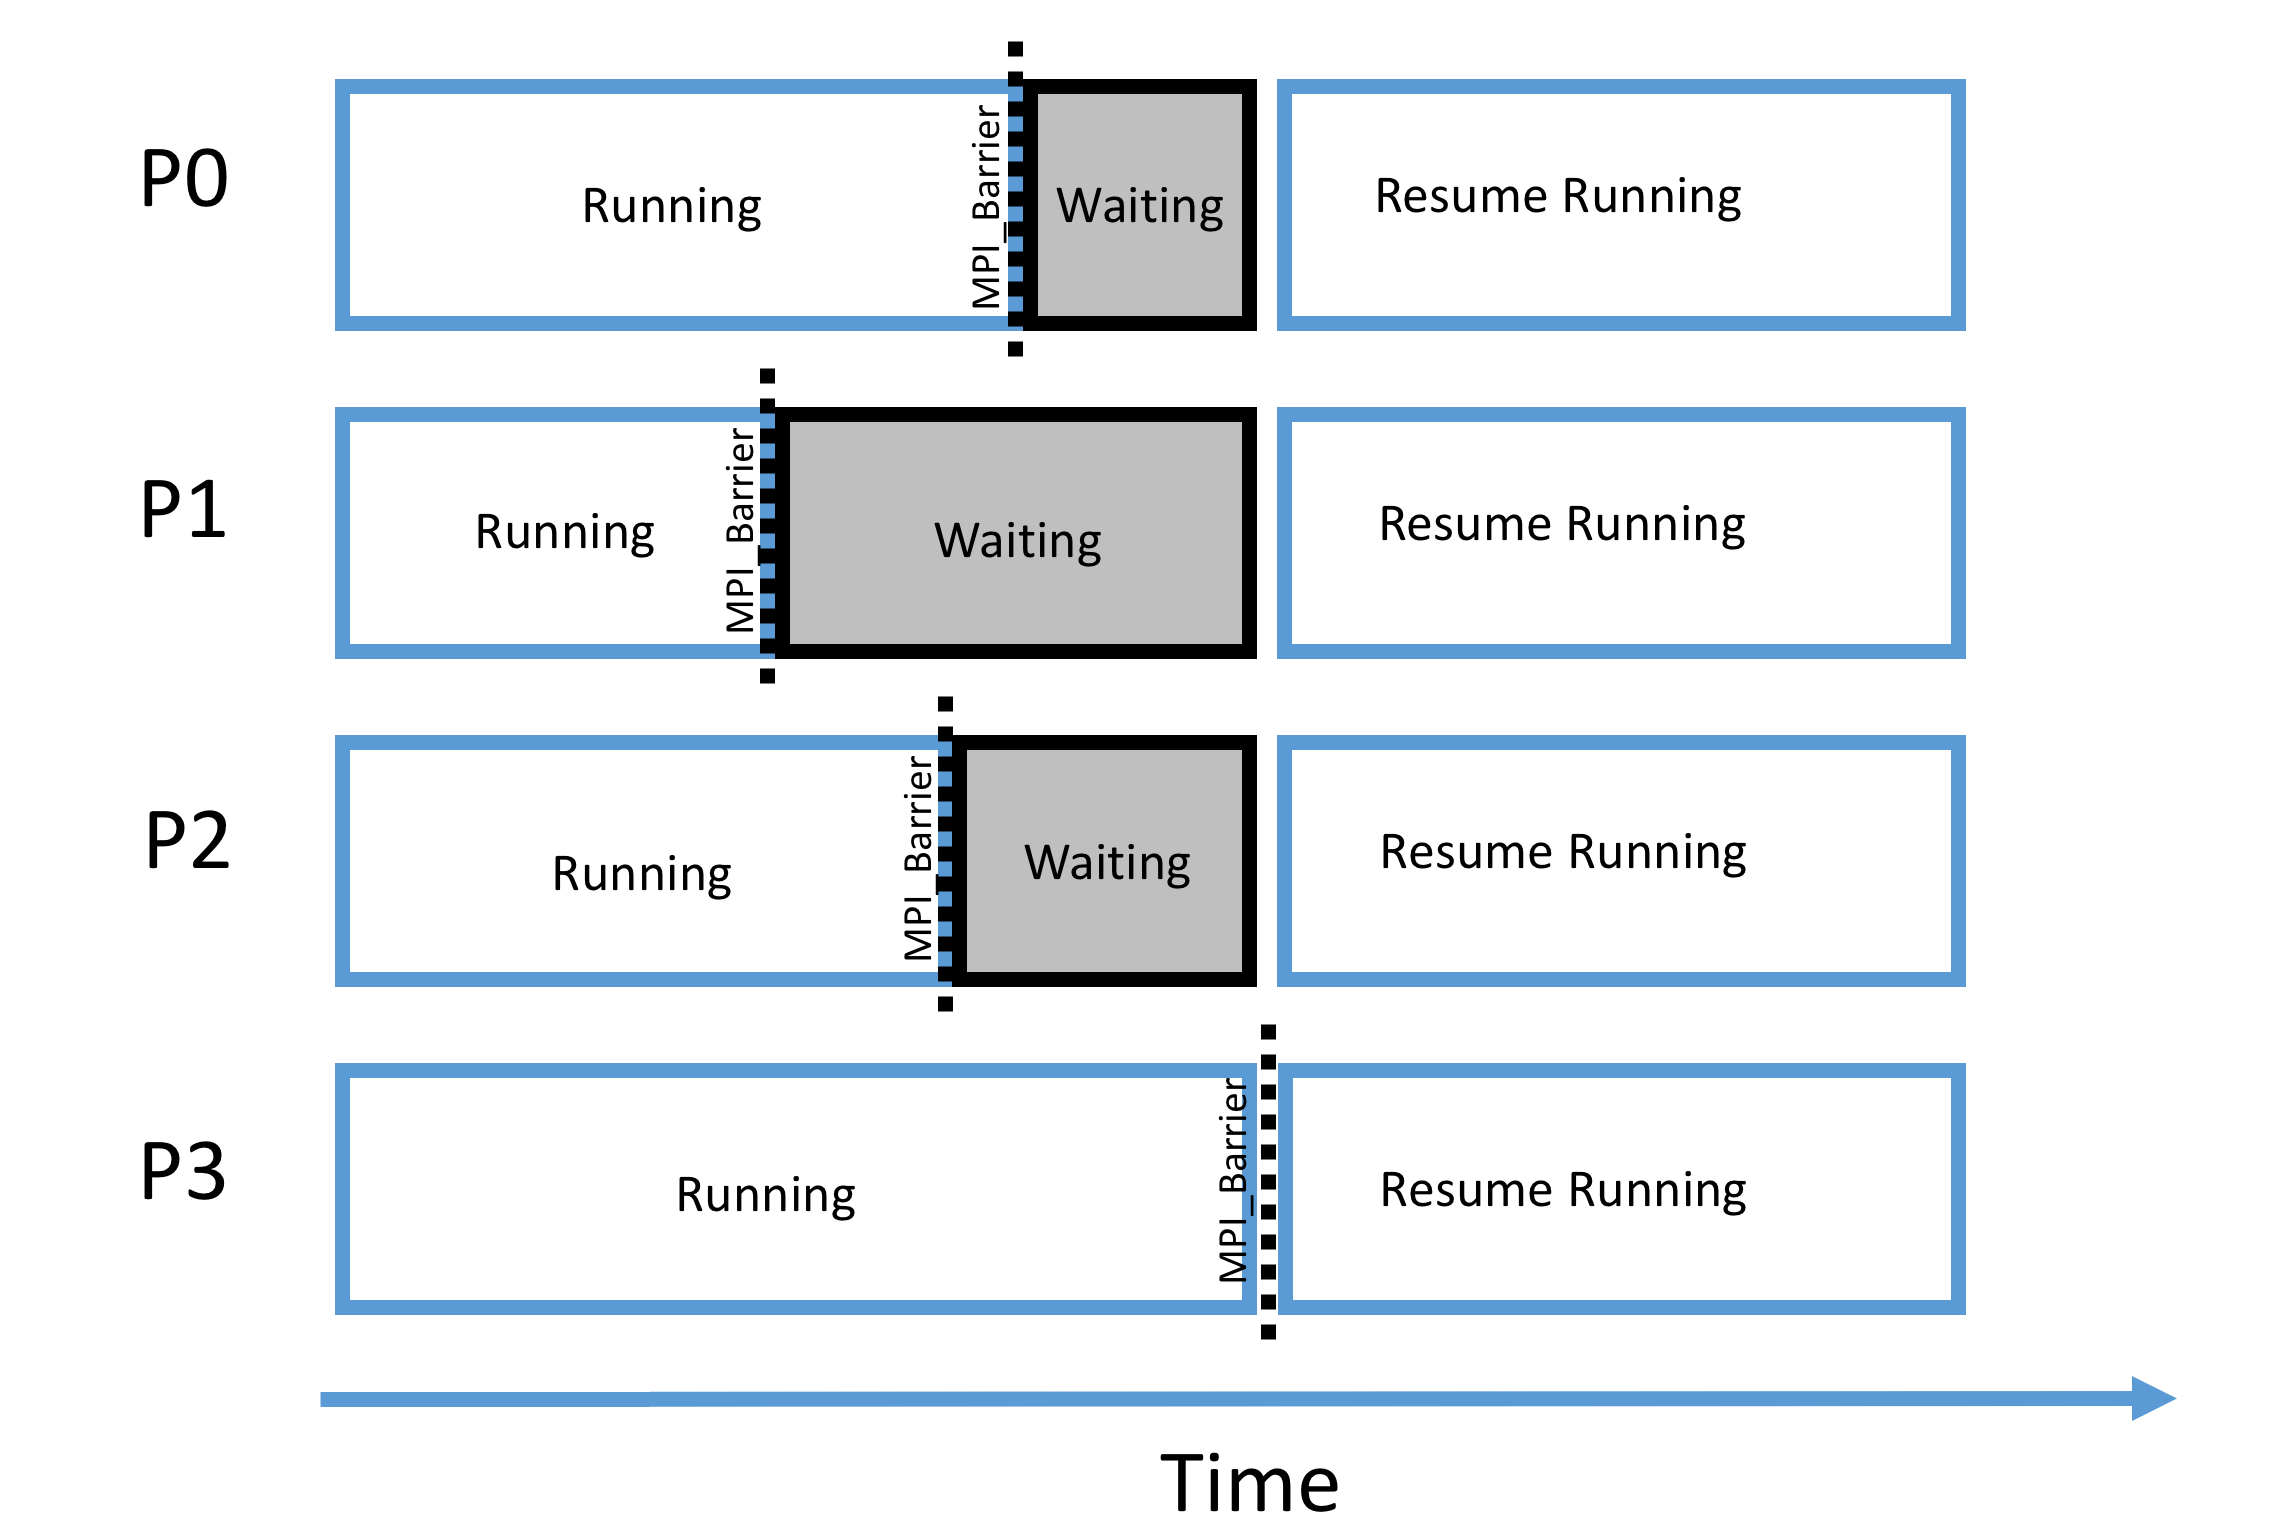 P0
Running
MPI_Barrier
Waiting
Resume Running
P1
Running
MPI_Barrier
Waiting
Resume Running
P2
Running
MPI_Barrier
Waiting
Resume Running
P3
Running
MPI_Barrier
Resume Running
Time